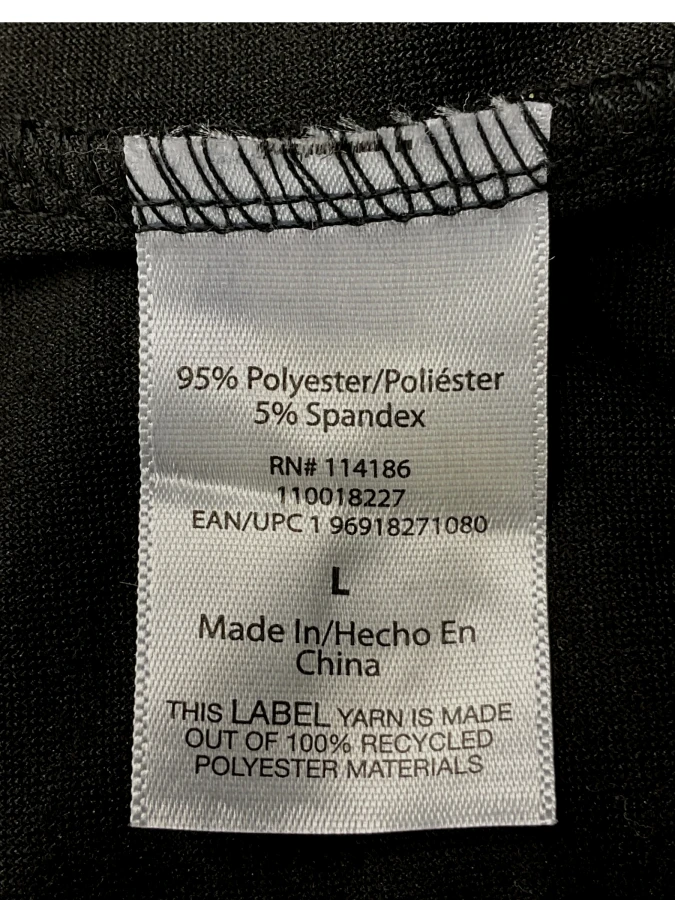 95% Polyester/Poliéster
5% Spandex
RN# 114186
110018227
EAN/UPC 1 96918271080
L
Made In/Hecho En
China
THIS LABEL YARN IS MADE
OUT OF 100% RECYCLED
POLYESTER MATERIALS